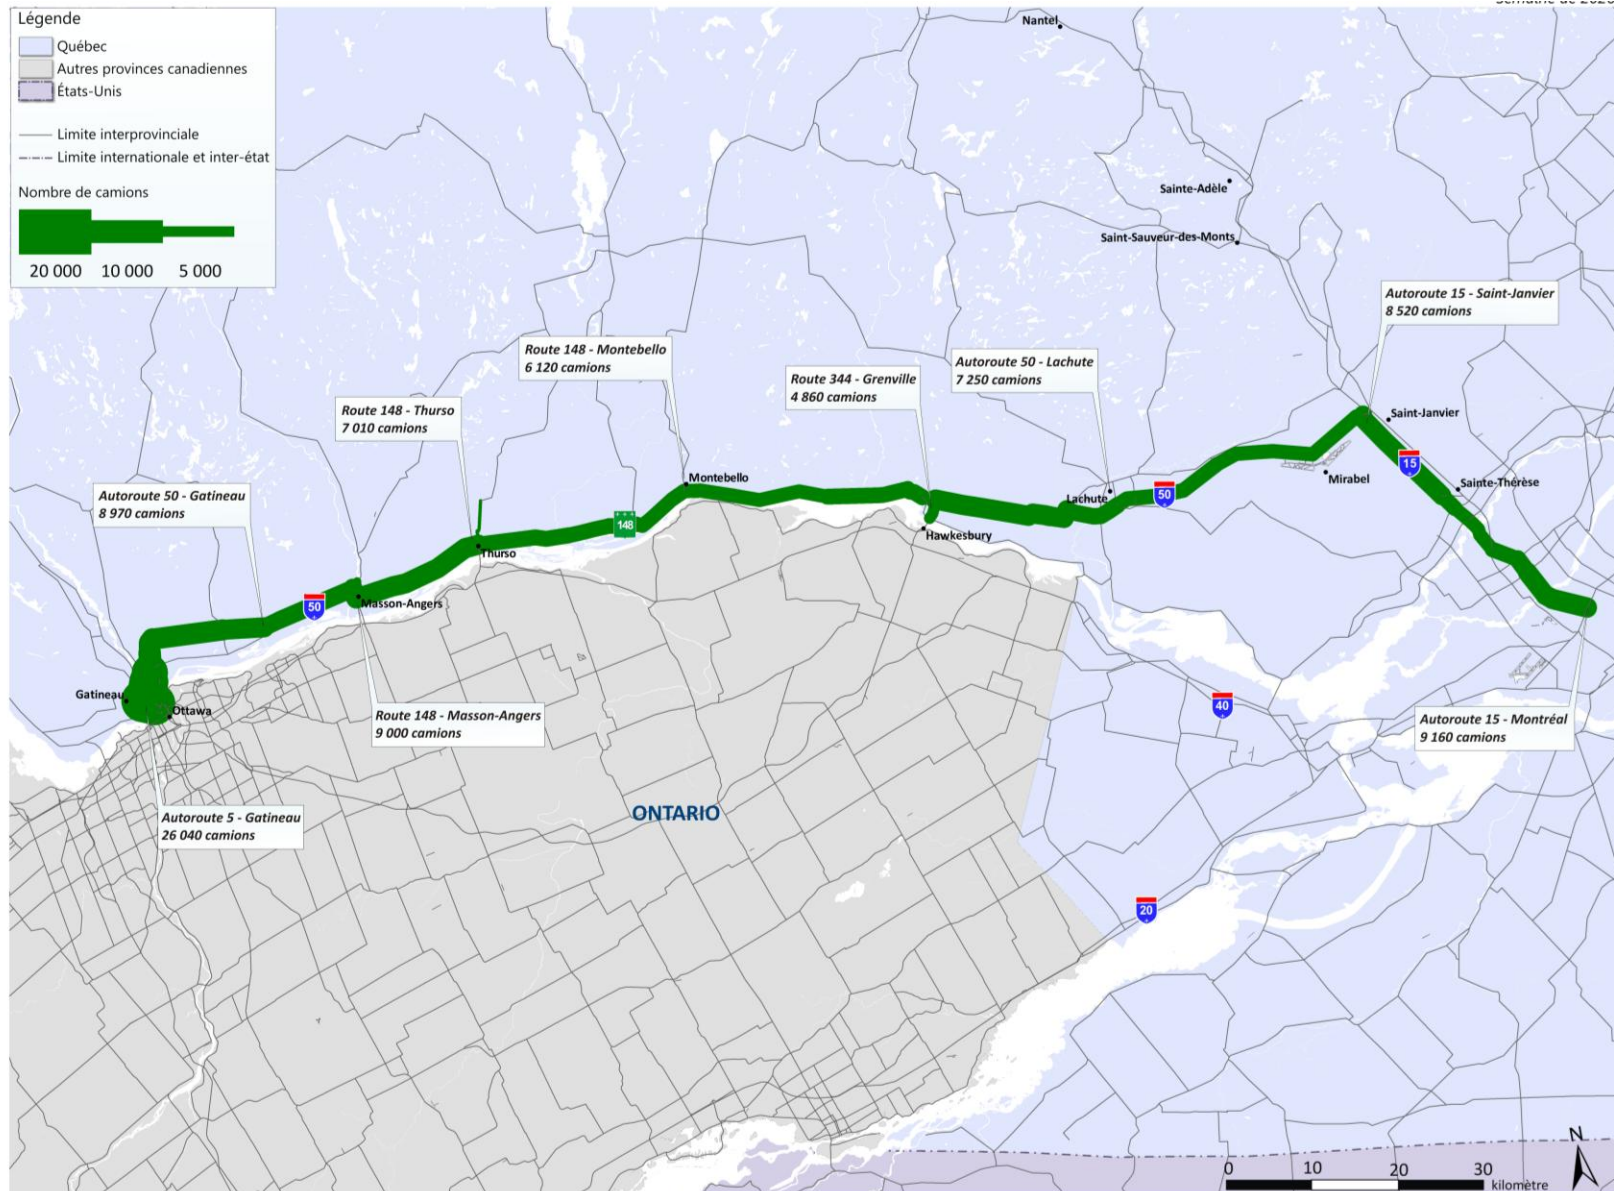 Légende
Québec
Autres provinces canadiennes
États-Unis
Limite interprovinciale
Limite internationale et inter-état
Nombre de camions
20 000 10 000 5 000
Nantel
Sainte-Adèle
Saint-Sauveur-des-Monts
Autoroute 15 - Saint-Janvier
8 520 camions
Route 148 - Montebello
6 120 camions
Autoroute 50 - Lachute
7 250 camions
Route 344 - Grenville
4 860 camions
Route 148 - Thurso
7 010 camions
Saint-Janvier
15
Mirabel
Sainte-Thérèse
Montebello
Lachute
50
Autoroute 50 - Gatineau
8 970 camions
148
Hawkesbury
Thurso
50
Masson-Angers
Gatineau
Ottawa
Route 148 - Masson-Angers
9 000 camions
40
Autoroute 15 - Montréal
9 160 camions
Autoroute 5 - Gatineau
26 040 camions
ONTARIO
20
N
0 10 20 30
kilomètre